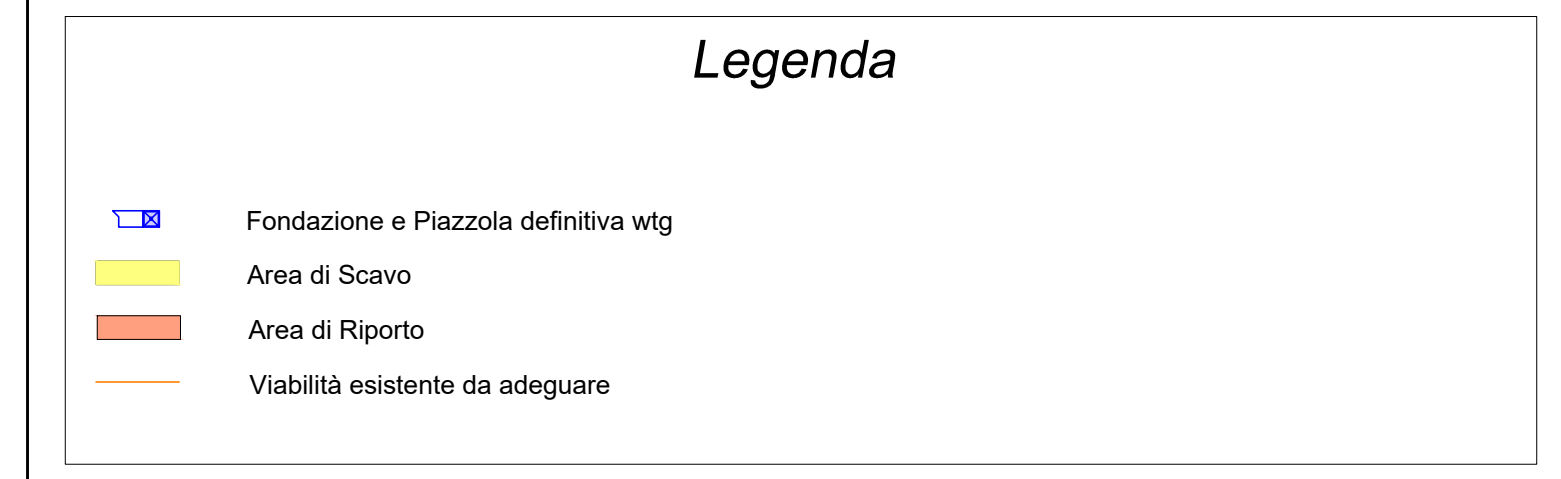 Legenda
Fondazione e Piazzola definitiva wtg
Area di Scavo
Area di Riporto
Viabilità esistente da adeguare